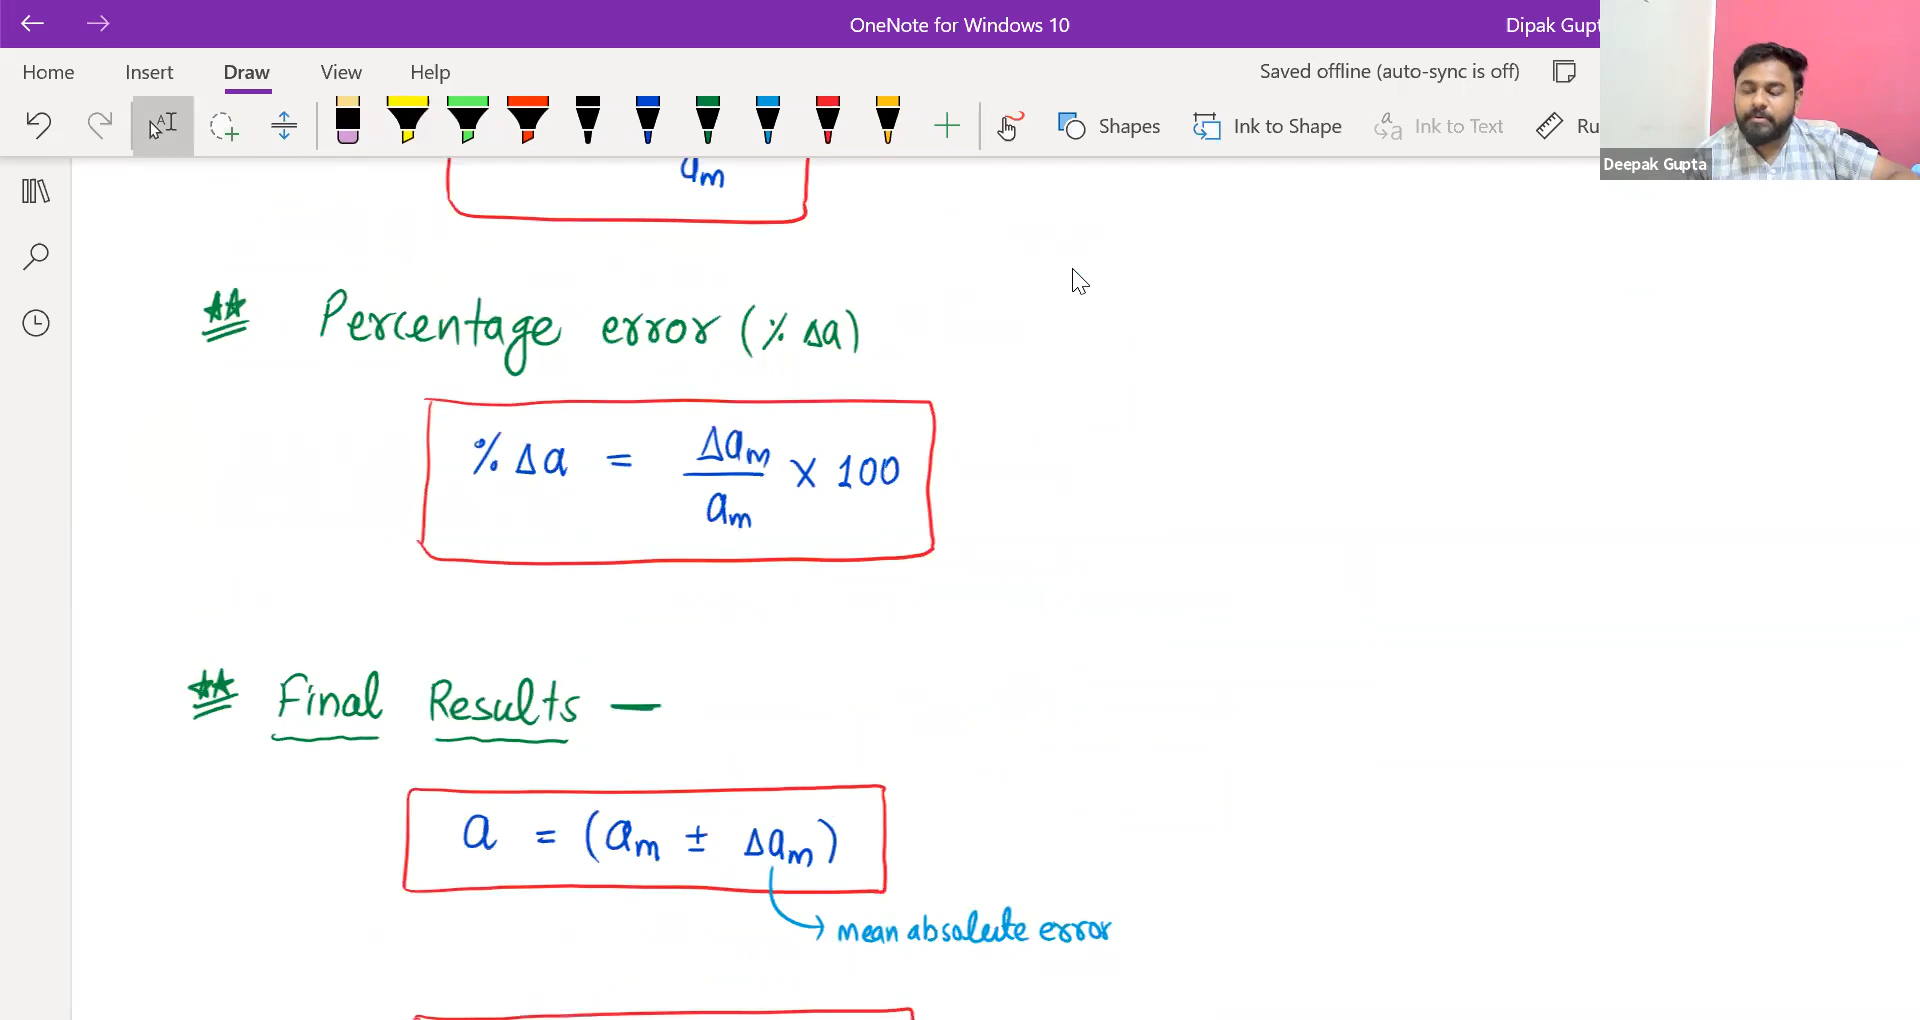 OneNote for Windows 10
Dipak Gupt
Home Insert Draw View Help
Saved offline (auto-sync is off)
Shapes Ink to Shape Ink to Text Ru
Deepak Gupta
aₘ
Percentage error (% Δa)
% Δa = Δaₘ / aₘ × 100
Final Results —
a = (aₘ ± Δaₘ)
→ mean absolute error